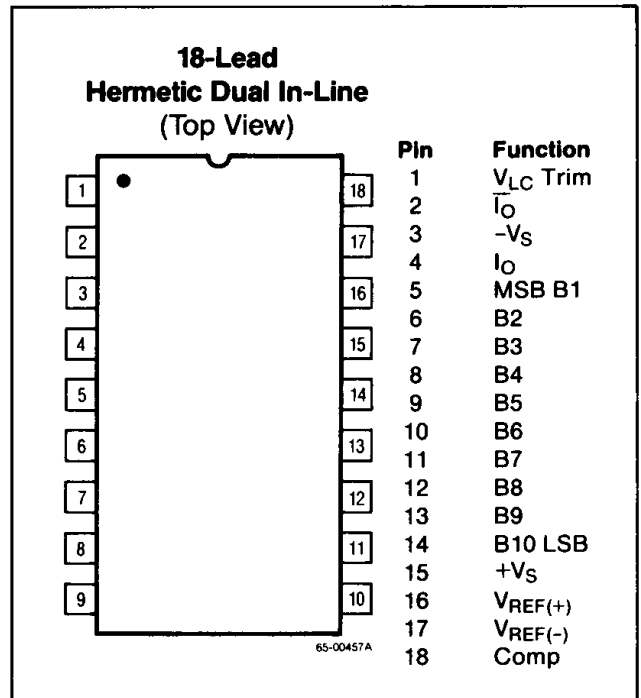 18-Lead
Hermetic Dual In-Line
(Top View)
1 18
2 17
3 16
4 15
5 14
6 13
7 12
8 11
9 10
65-00457A
Pin Function
1 V_LC Trim
2 I̅_O
3 –V_S
4 I_O
5 MSB B1
6 B2
7 B3
8 B4
9 B5
10 B6
11 B7
12 B8
13 B9
14 B10 LSB
15 +V_S
16 V_REF(+)
17 V_REF(–)
18 Comp